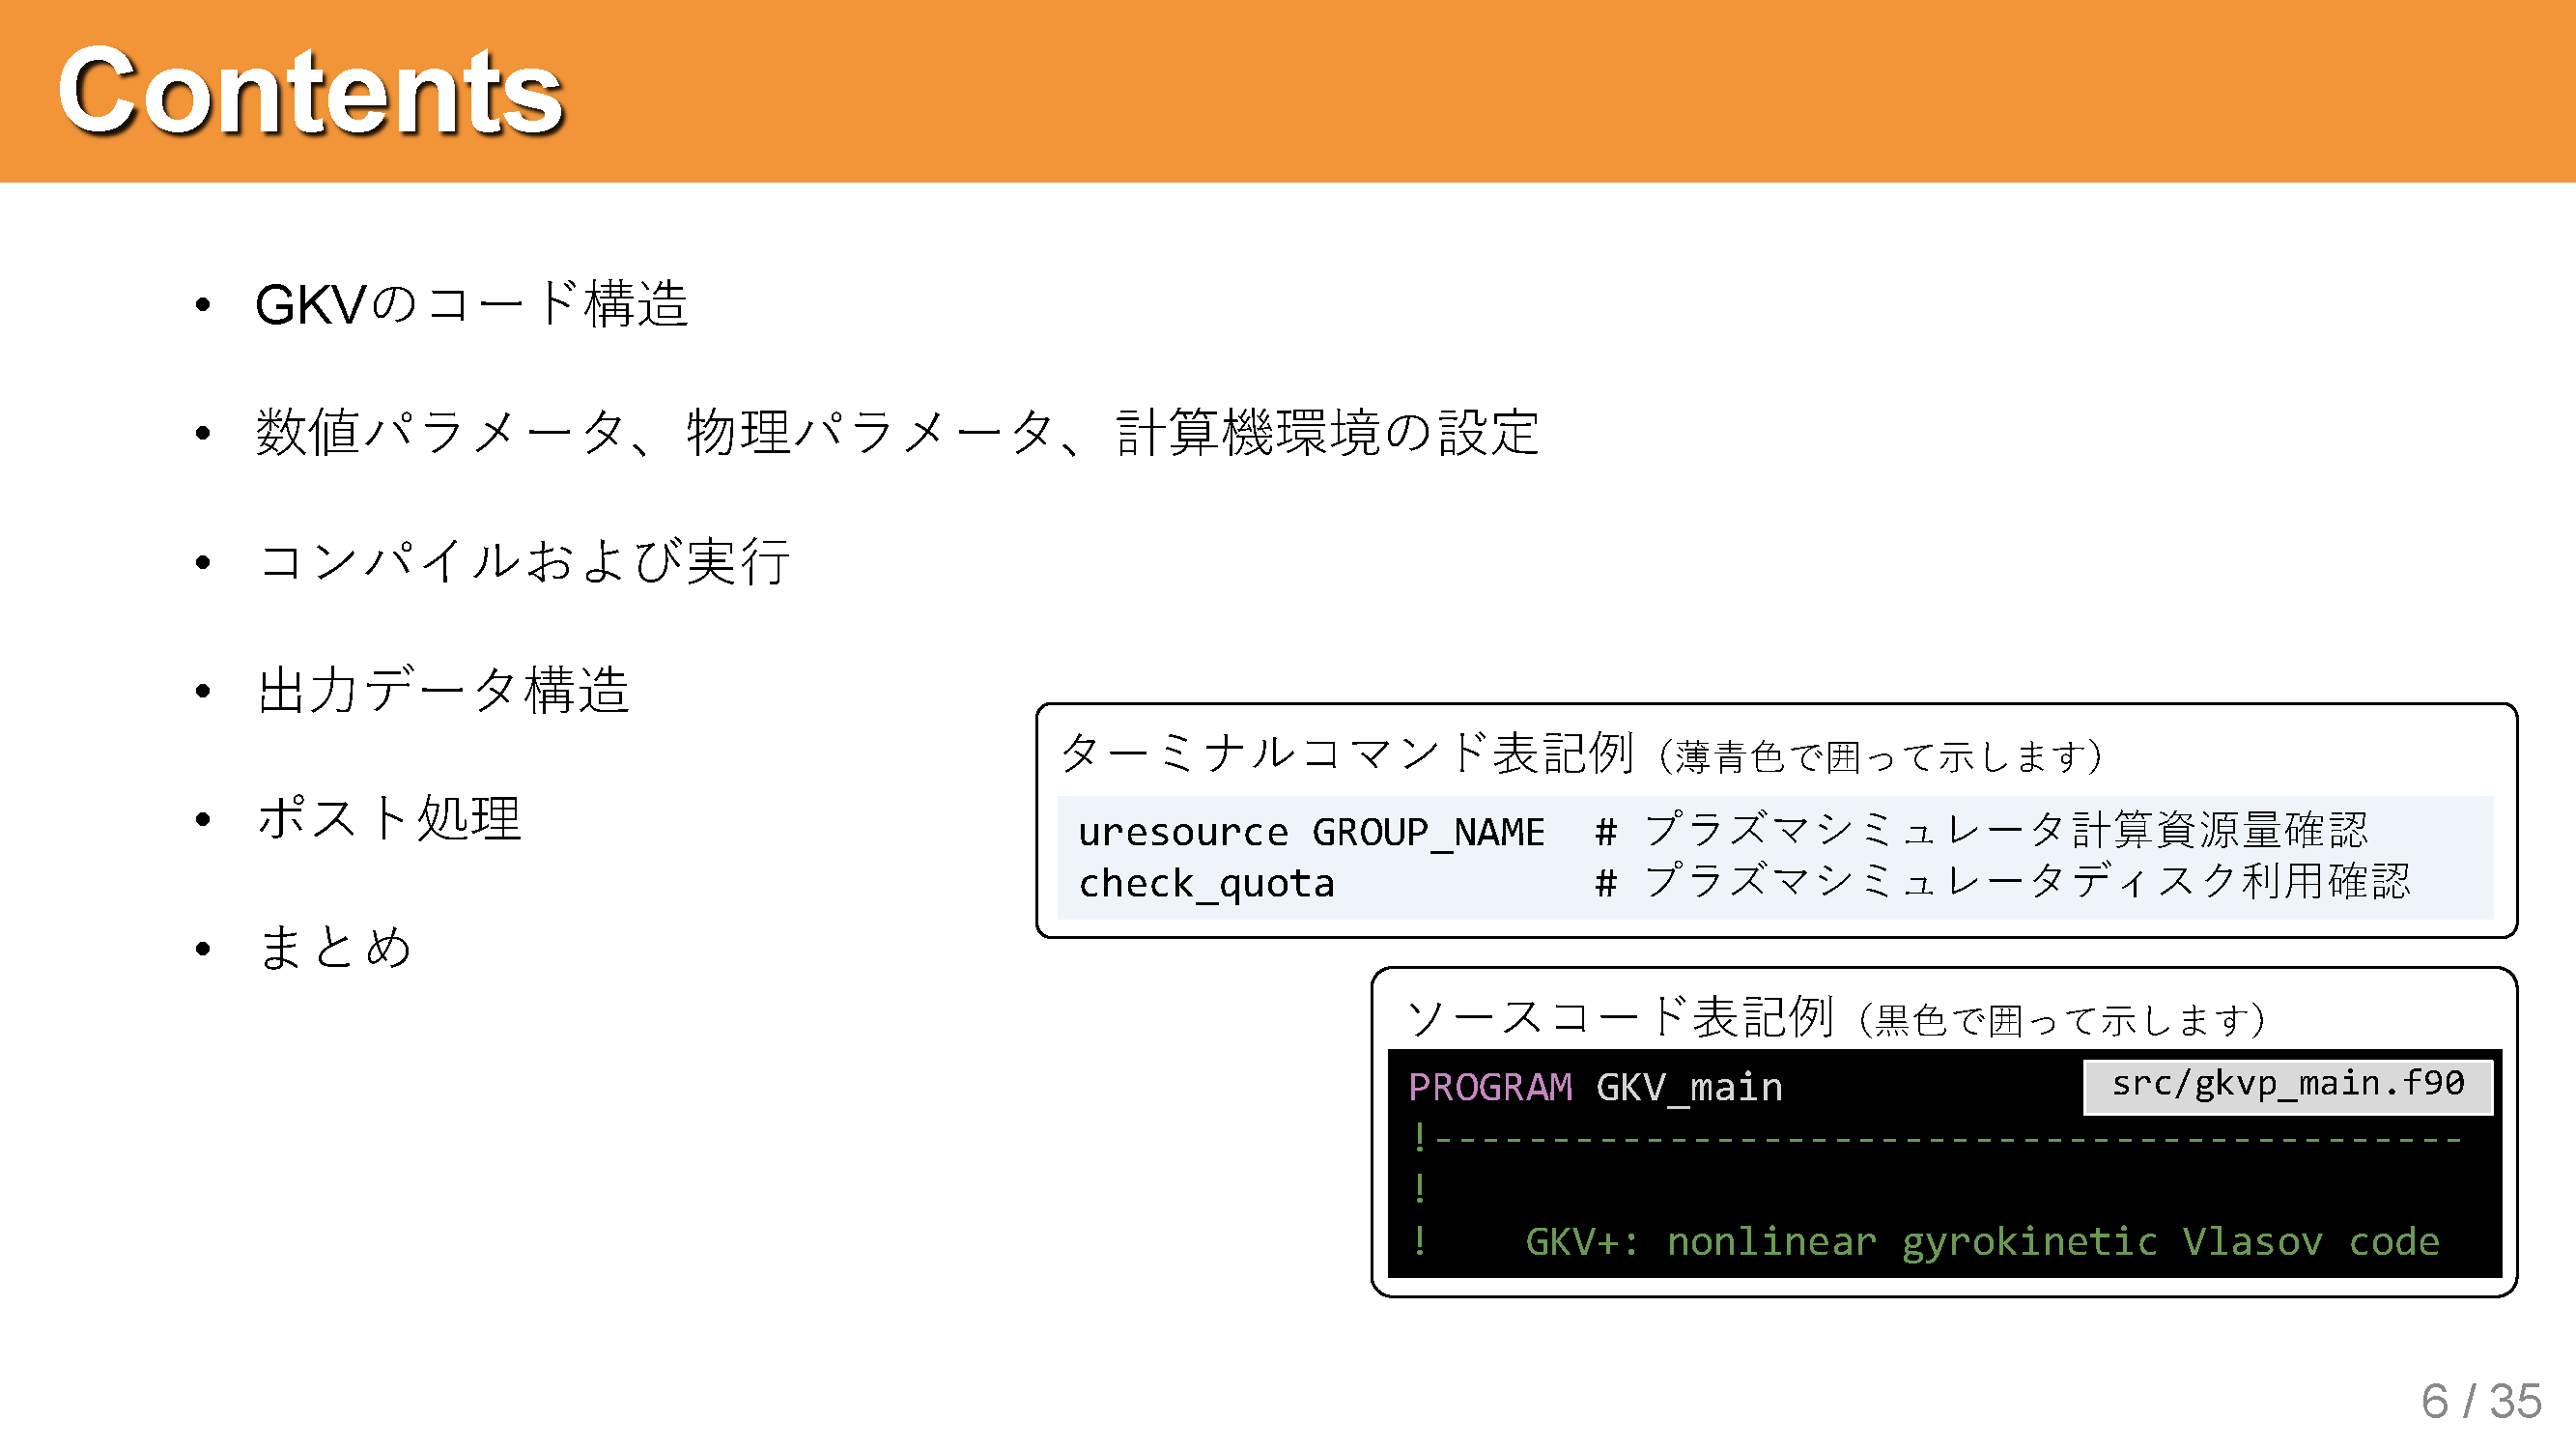 Contents
• GKVのコード構造
• 数値パラメータ、物理パラメータ、計算機環境の設定
• コンパイルおよび実行
• 出力データ構造
• ポスト処理
• まとめ
ターミナルコマンド表記例（薄青色で囲って示します）
uresource GROUP_NAME  # プラズマシミュレータ計算資源量確認
check_quota           # プラズマシミュレータディスク利用確認
ソースコード表記例（黒色で囲って示します）
PROGRAM GKV_main
src/gkvp_main.f90
!--------------------------------------------
!
!    GKV+: nonlinear gyrokinetic Vlasov code
6 / 35